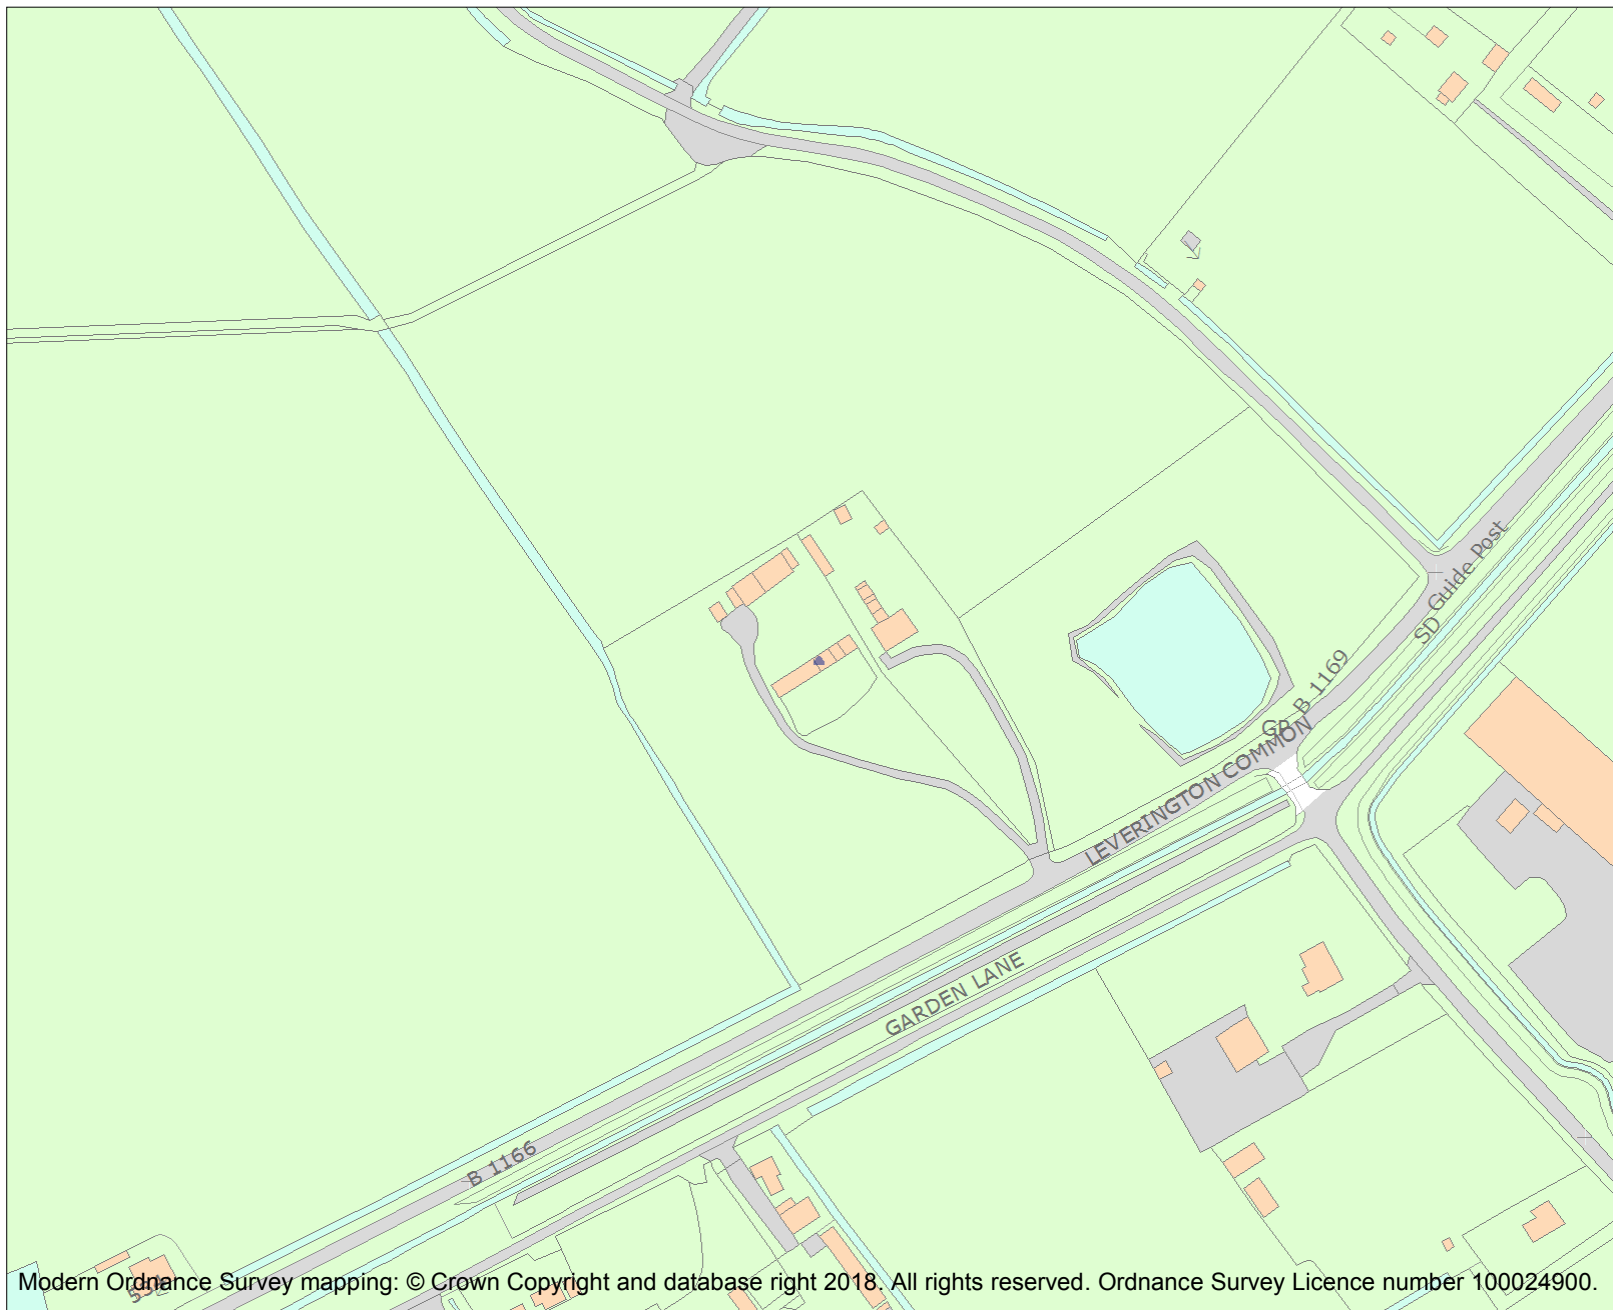 SD Guide Post
B 1169
GP
LEVERINGTON COMMON
GARDEN LANE
B 1166
Modern Ordnance Survey mapping: © Crown Copyright and database right 2018. All rights reserved. Ordnance Survey Licence number 100024900.